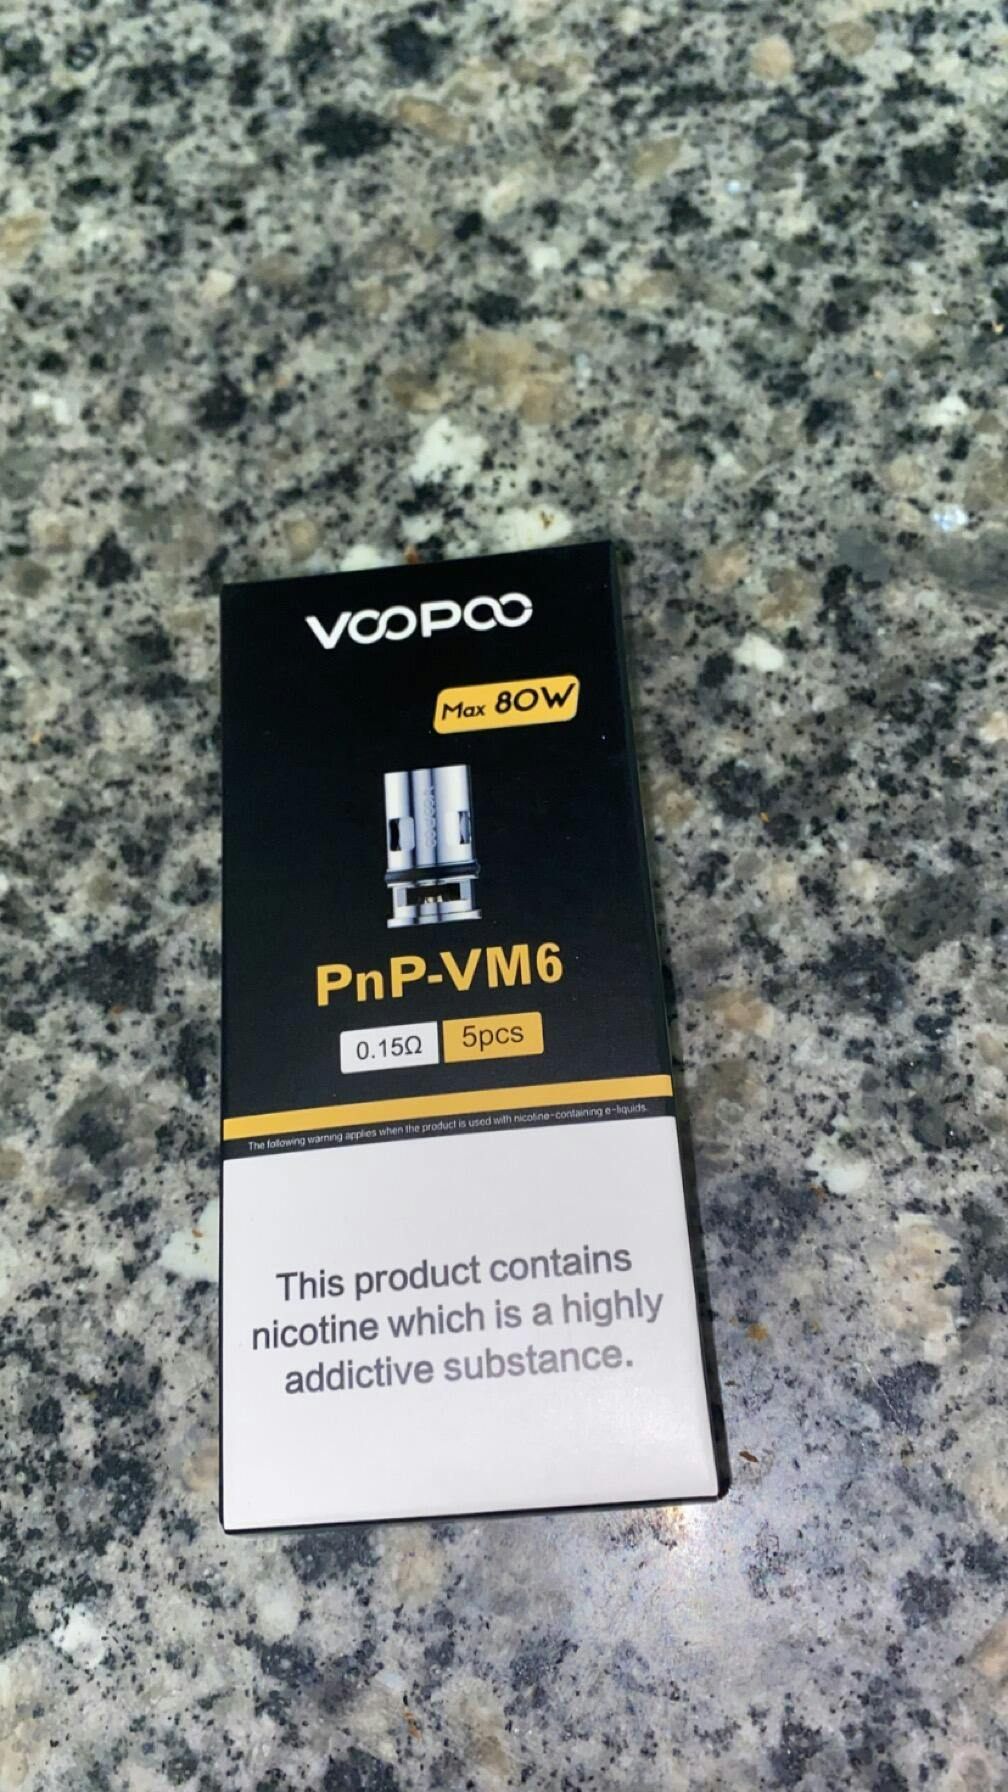 VOOPOO
Max 80W
PnP-VM6
0.15Ω 5pcs
The following warning applies when the product is used with nicotine-containing e-liquids.
This product contains
nicotine which is a highly
addictive substance.